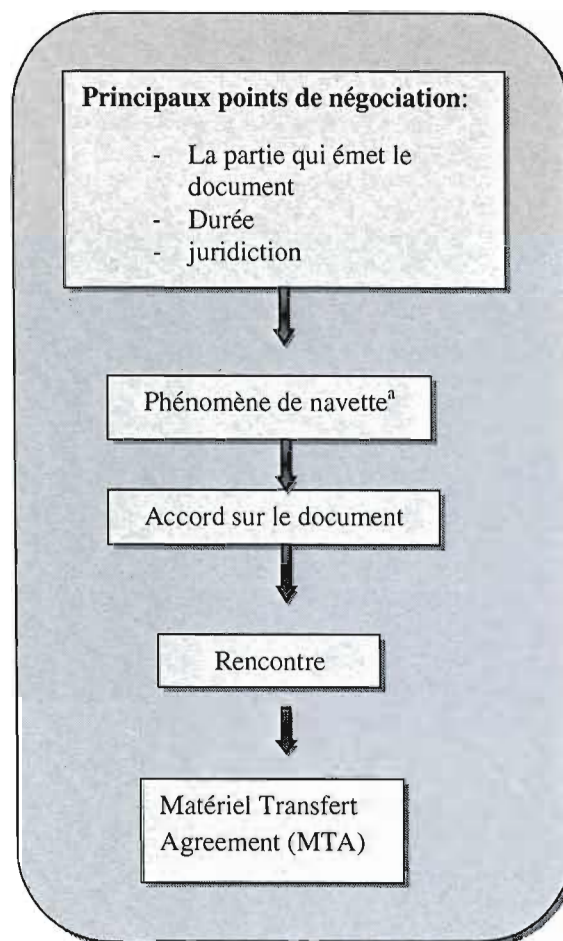 Principaux points de négociation:
- La partie qui émet le
document
- Durée
- juridiction
Phénomène de navetteª
Accord sur le document
Rencontre
Matériel Transfert
Agreement (MTA)